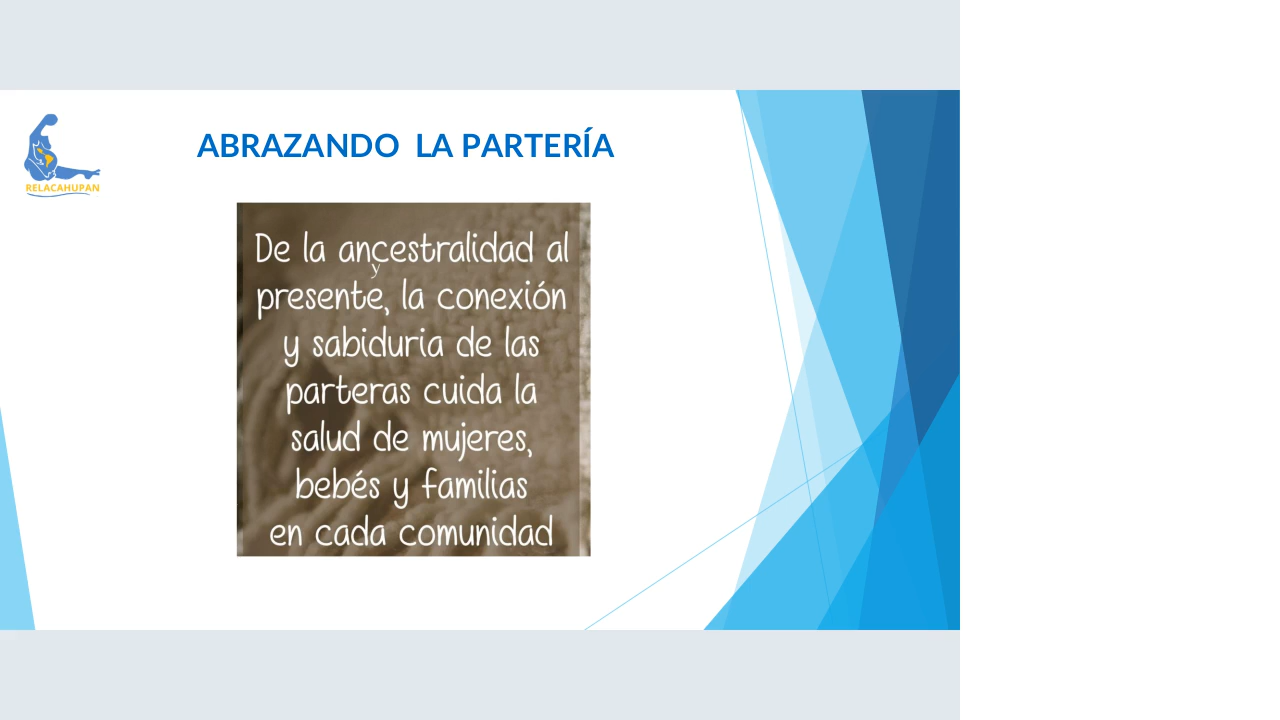 RELACAHUPAN
ABRAZANDO LA PARTERÍA
De la ancestralidad al
y
presente, la conexión
y sabiduria de las
parteras cuida la
salud de mujeres,
bebés y familias
en cada comunidad